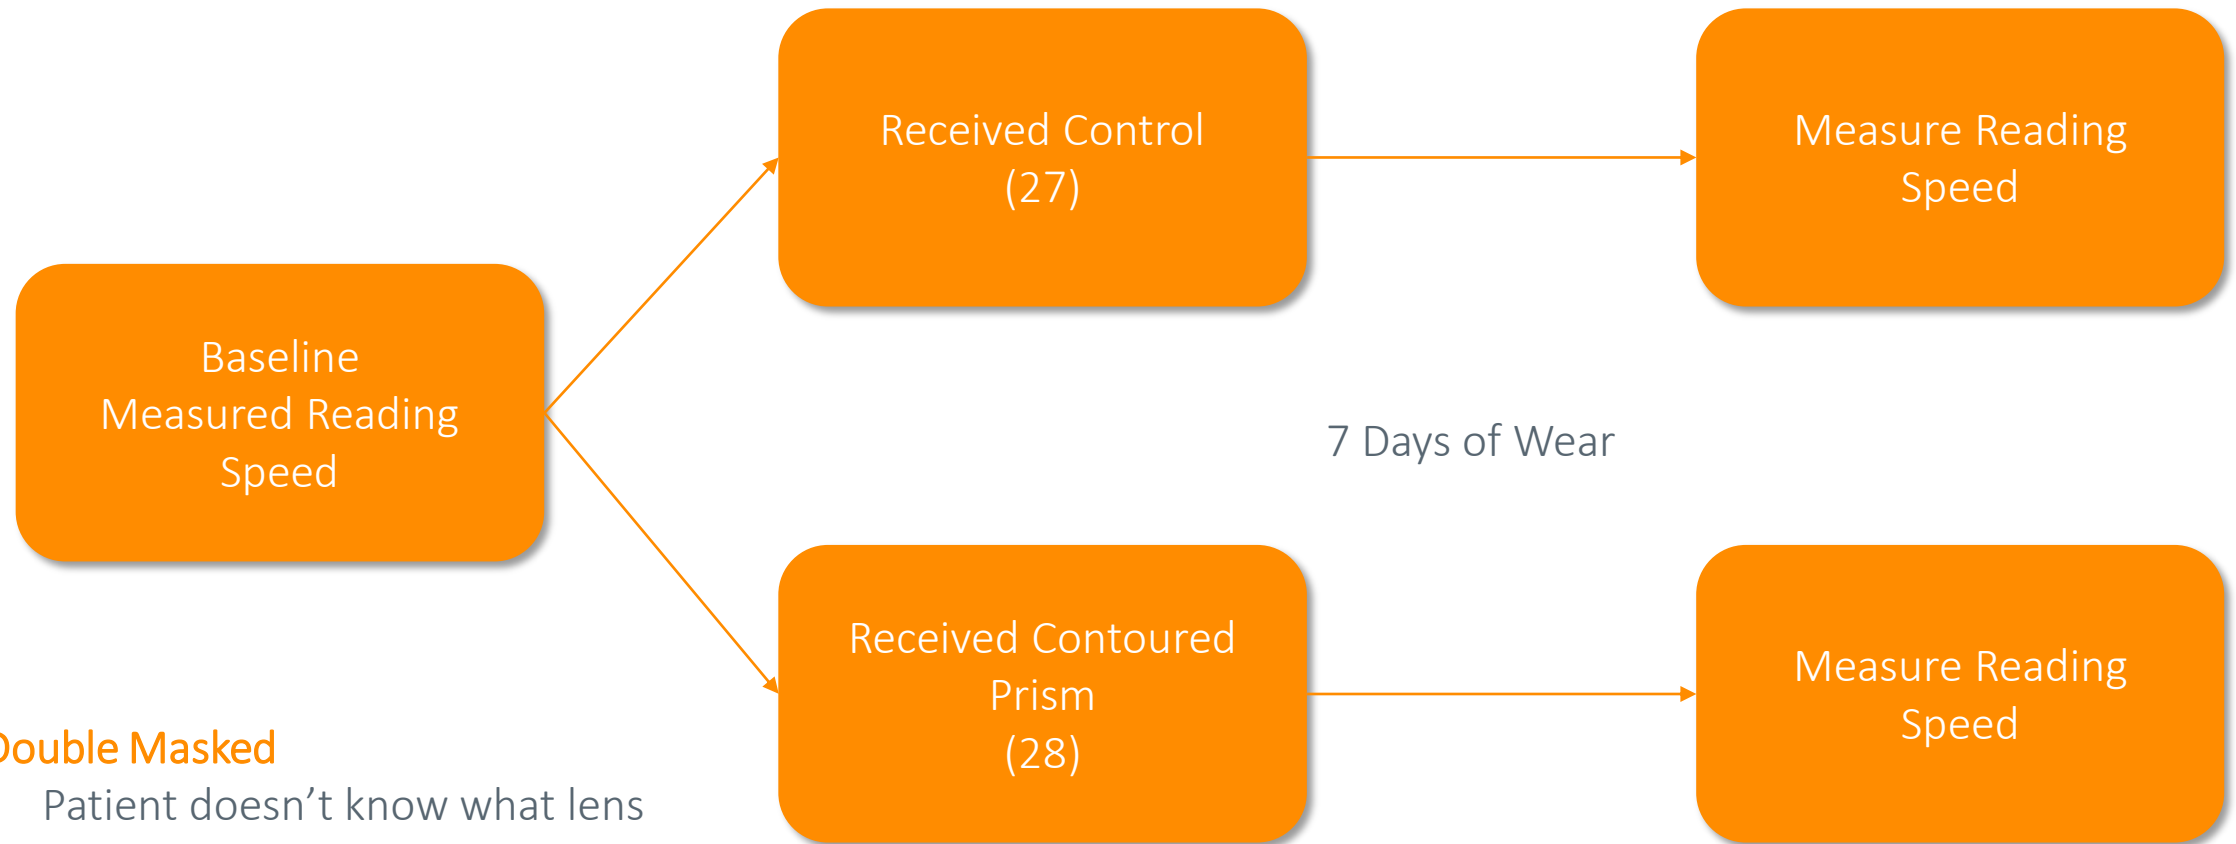 Baseline
Measured Reading
Speed
Received Control
(27)
Measure Reading
Speed
7 Days of Wear
Received Contoured
Prism
(28)
Measure Reading
Speed
Double Masked
Patient doesn’t know what lens